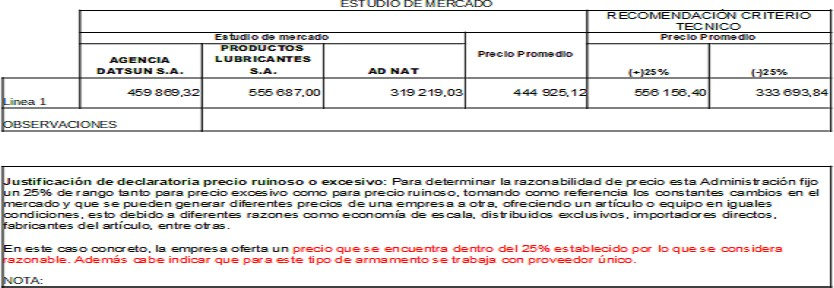 ESTUDIO DE MERCADO
RECOMENDACIÓN CRITERIO
TECNICO
Estudio de mercado
Precio Promedio
Precio Promedio
AGENCIA
DATSUN S.A.
PRODUCTOS
LUBRICANTES
S.A.
AD NAT
(+)25%
(-)25%
Linea 1
459 869,32
555 687,00
319 219,03
444 925,12
556 156,40
333 693,84
OBSERVACIONES
Justificación de declaratoria precio ruinoso o excesivo: Para determinar la razonabilidad de precio esta Administración fijo
un 25% de rango tanto para precio excesivo como para precio ruinoso, tomando como referencia los constantes cambios en el
mercado y que se pueden generar diferentes precios de una empresa a otra, ofreciendo un artículo o equipo en iguales
condiciones, esto debido a diferentes razones como economía de escala, distribuidos exclusivos, importadores directos,
fabricantes del artículo, entre otras.
En este caso concreto, la empresa oferta un precio que se encuentra dentro del 25% establecido por lo que se considera
razonable. Además cabe indicar que para este tipo de armamento se trabaja con proveedor único.
NOTA: